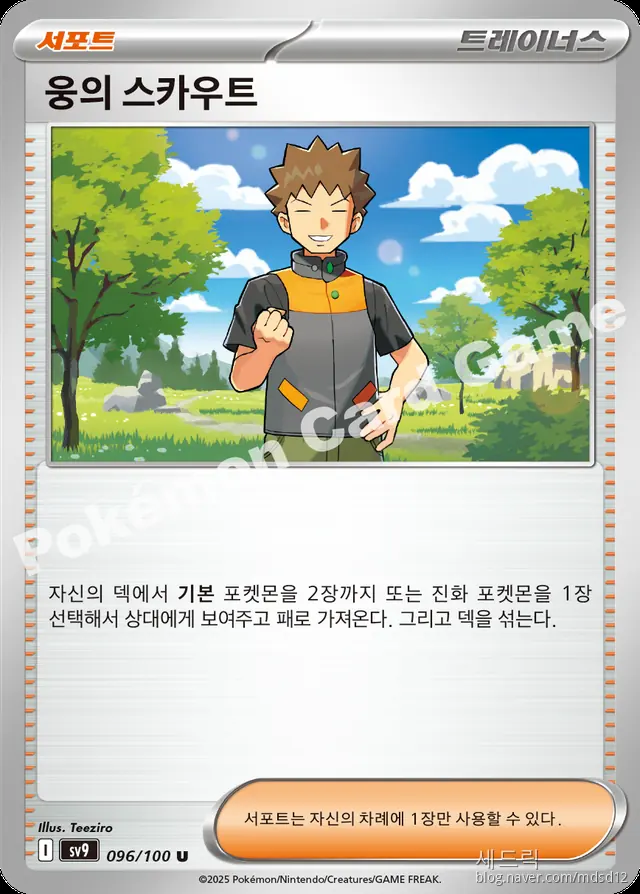 서포트
트레이너스
웅의 스카우트
Pokémon Card Game
자신의 덱에서 기본 포켓몬을 2장까지 또는 진화 포켓몬을 1장
선택해서 상대에게 보여주고 패로 가져온다. 그리고 덱을 섞는다.
서포트는 자신의 차례에 1장만 사용할 수 있다.
Illus. Teeziro
I sv9 096/100 U
©2025 Pokémon/Nintendo/Creatures/GAME FREAK.
세드릭
blog.naver.com/mdsd12